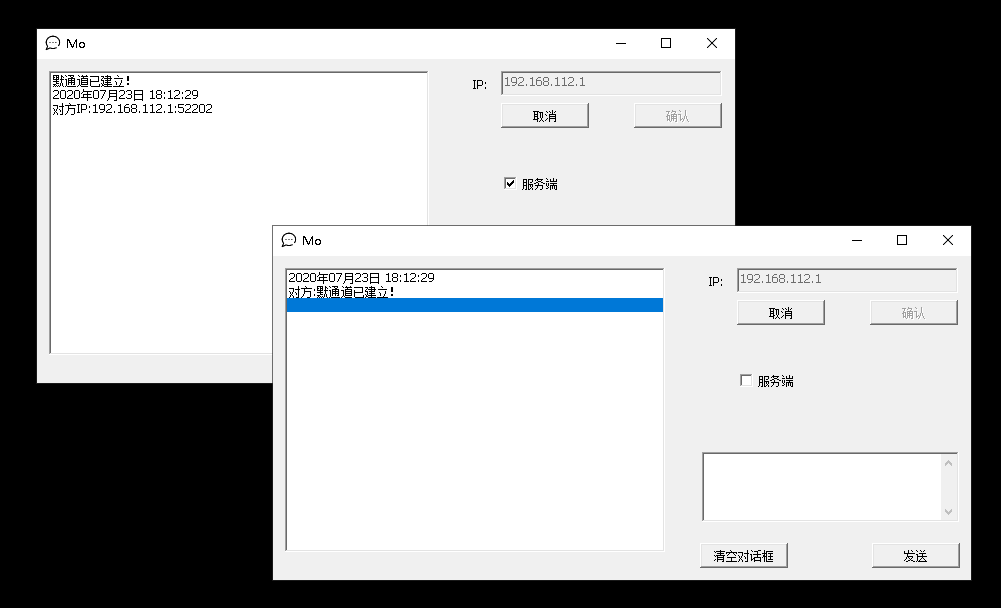 Mo
默通道已建立!
2020年07月23日 18:12:29
对方IP:192.168.112.1:52202
IP:
192.168.112.1
取消
确认
服务端
Mo
2020年07月23日 18:12:29
对方:默通道已建立!
IP:
192.168.112.1
取消
确认
服务端
清空对话框
发送